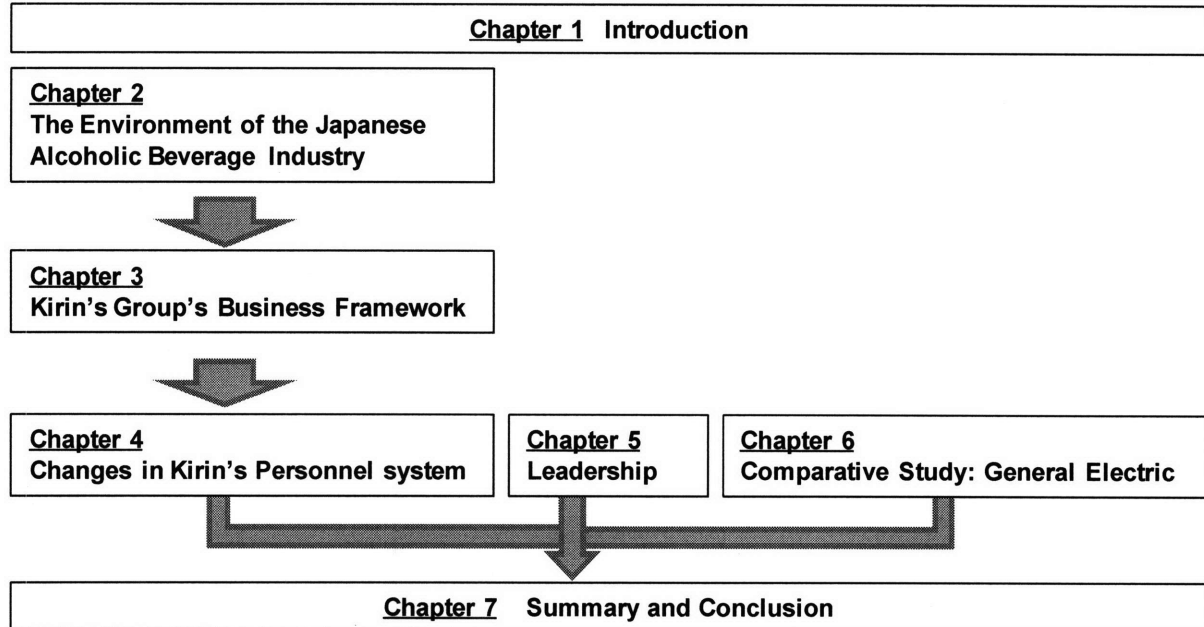 Chapter 1 Introduction
Chapter 2
The Environment of the Japanese
Alcoholic Beverage Industry
Chapter 3
Kirin's Group's Business Framework
Chapter 4
Changes in Kirin's Personnel system
Chapter 5
Leadership
Chapter 6
Comparative Study: General Electric
Chapter 7 Summary and Conclusion